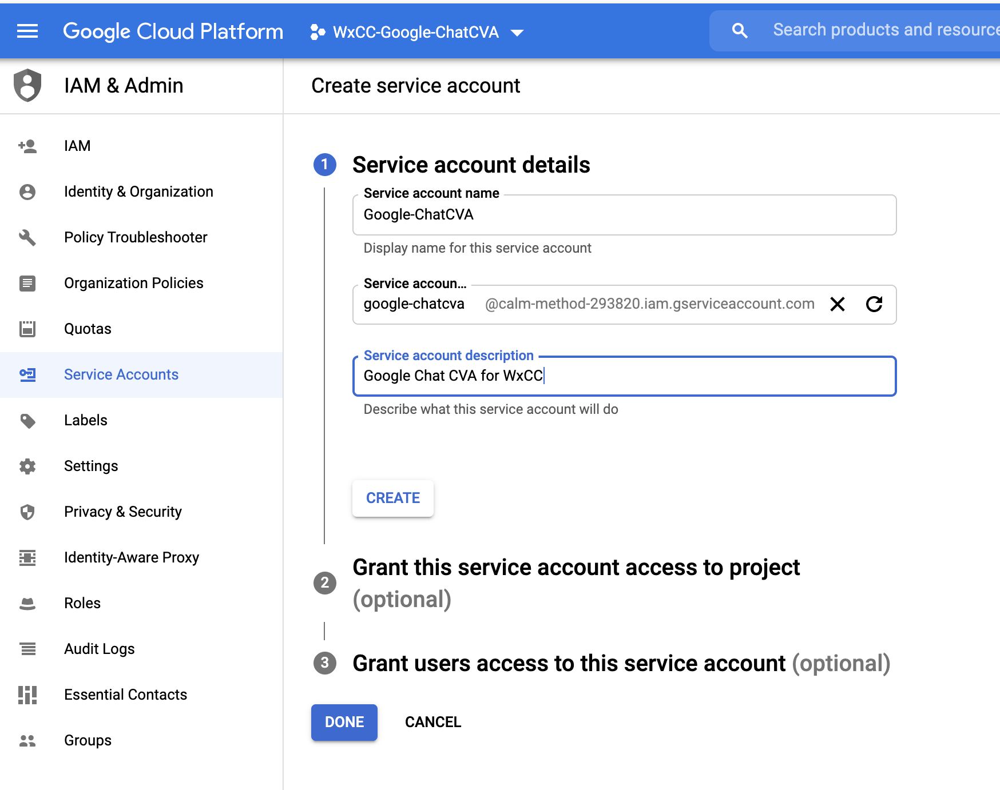 Google Cloud Platform WxCC-Google-ChatCVA Search products and resource
IAM & Admin
Create service account
IAM
Identity & Organization
Policy Troubleshooter
Organization Policies
Quotas
Service Accounts
Labels
Settings
Privacy & Security
Identity-Aware Proxy
Roles
Audit Logs
Essential Contacts
Groups
1 Service account details
Service account name
Google-ChatCVA
Display name for this service account
Service accoun...
google-chatcva @calm-method-293820.iam.gserviceaccount.com
Service account description
Google Chat CVA for WxCC
Describe what this service account will do
CREATE
2 Grant this service account access to project
(optional)
3 Grant users access to this service account (optional)
DONE CANCEL